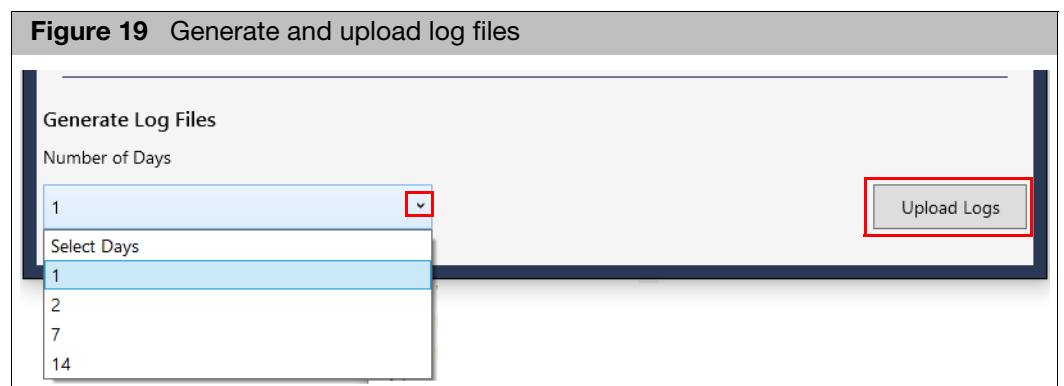 Figure 19 Generate and upload log files
Generate Log Files
Number of Days
1
Upload Logs
Select Days
1
2
7
14